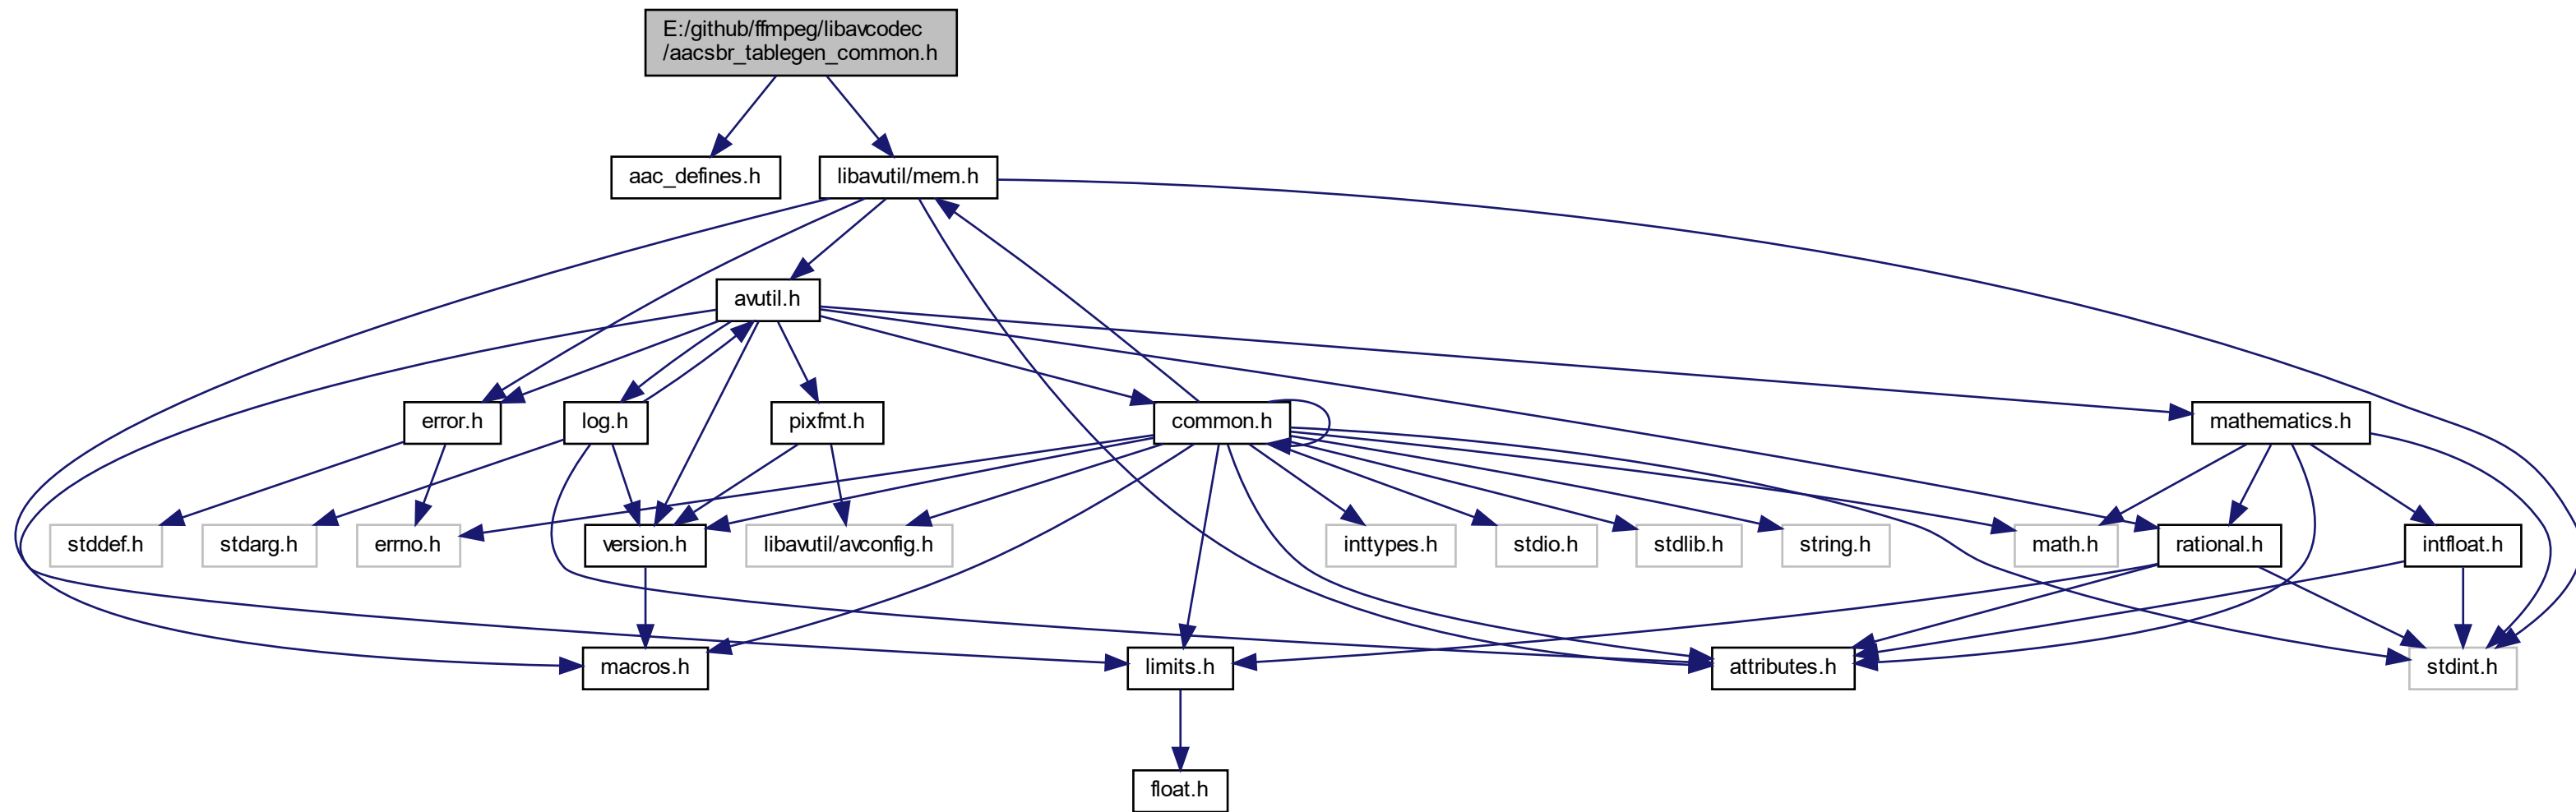 E:/github/ffmpeg/libavcodec
/aacsbr_tablegen_common.h
aac_defines.h
libavutil/mem.h
avutil.h
error.h
log.h
pixfmt.h
common.h
mathematics.h
stddef.h
stdarg.h
errno.h
version.h
libavutil/avconfig.h
inttypes.h
stdio.h
stdlib.h
string.h
math.h
rational.h
intfloat.h
macros.h
limits.h
attributes.h
stdint.h
float.h